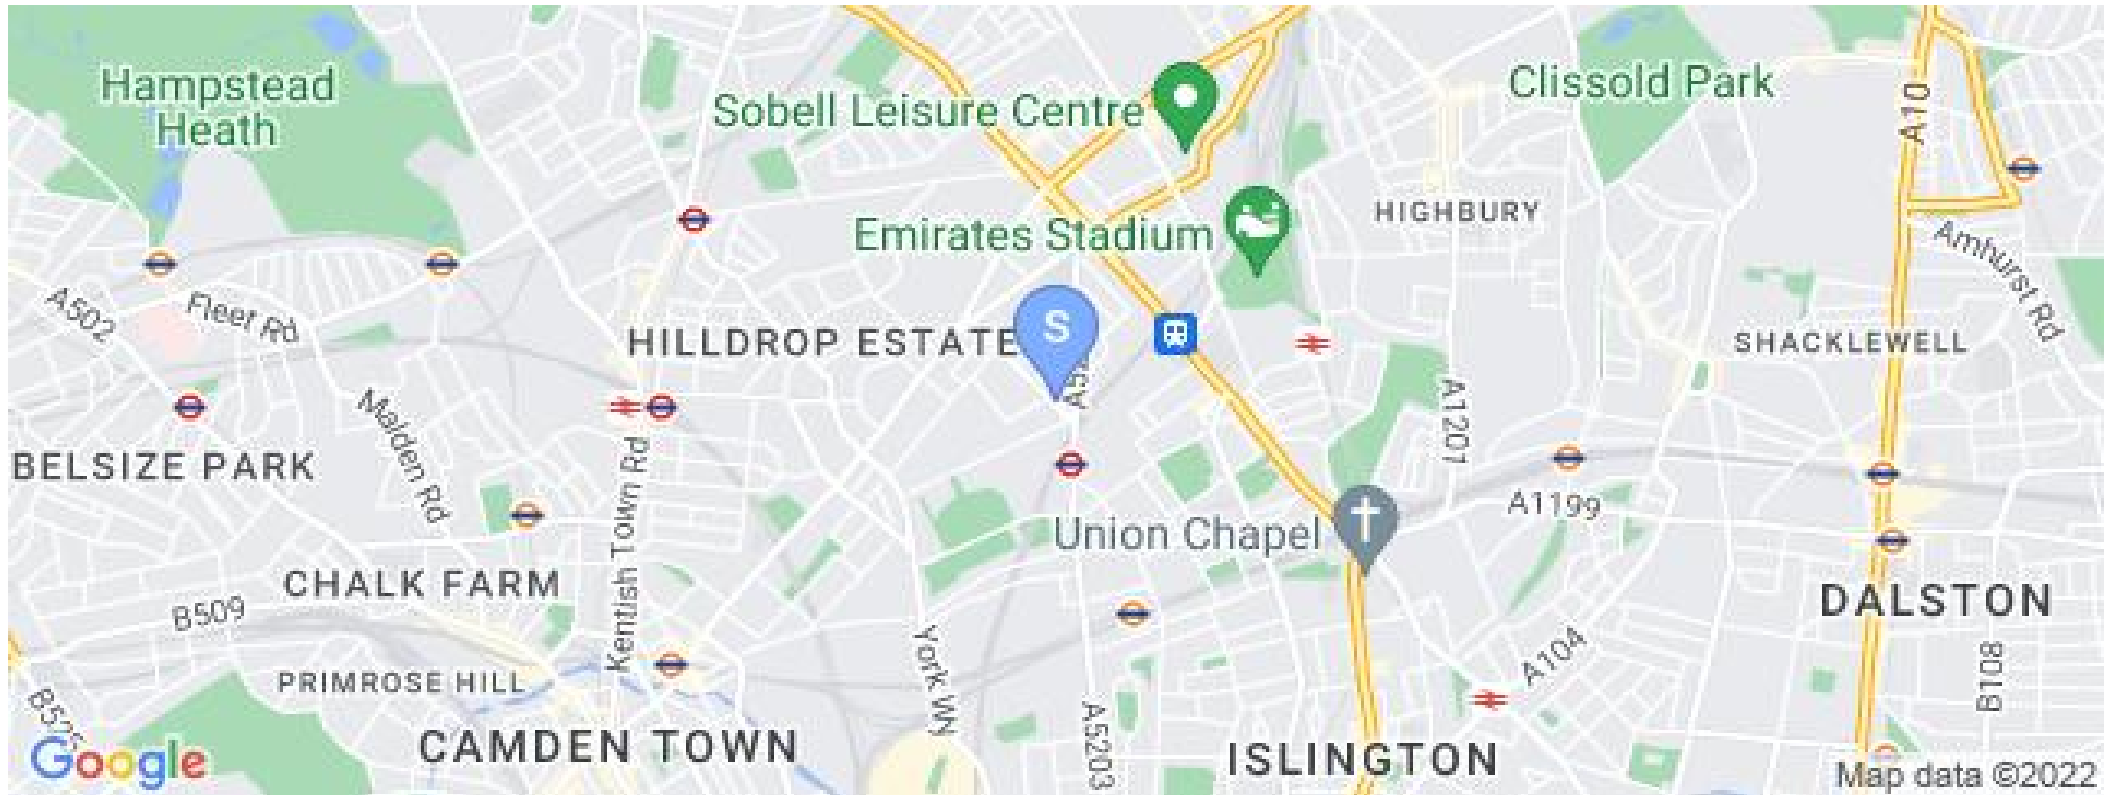 Hampstead
Heath
Sobell Leisure Centre
Clissold Park
A10
HIGHBURY
Emirates Stadium
Amhurst Rd
A502
Fleet Rd
HILLDROP ESTATE
S
SHACKLEWELL
Malden Rd
A1201
BELSIZE PARK
Kentish Town Rd
A1199
Union Chapel
CHALK FARM
B509
DALSTON
York Wy
A104
PRIMROSE HILL
B108
A5203
CAMDEN TOWN
ISLINGTON
Google
Map data ©2022